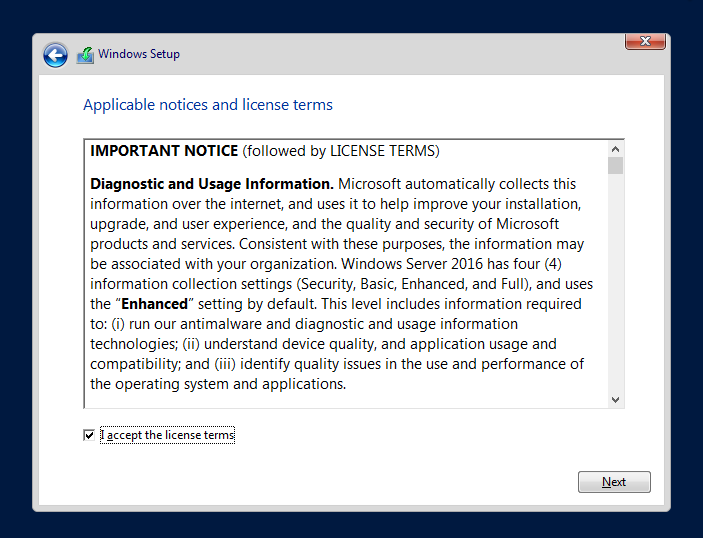 Windows Setup
Applicable notices and license terms
IMPORTANT NOTICE (followed by LICENSE TERMS)
Diagnostic and Usage Information. Microsoft automatically collects this
information over the internet, and uses it to help improve your installation,
upgrade, and user experience, and the quality and security of Microsoft
products and services. Consistent with these purposes, the information may
be associated with your organization. Windows Server 2016 has four (4)
information collection settings (Security, Basic, Enhanced, and Full), and uses
the “Enhanced” setting by default. This level includes information required
to: (i) run our antimalware and diagnostic and usage information
technologies; (ii) understand device quality, and application usage and
compatibility; and (iii) identify quality issues in the use and performance of
the operating system and applications.
I accept the license terms
Next